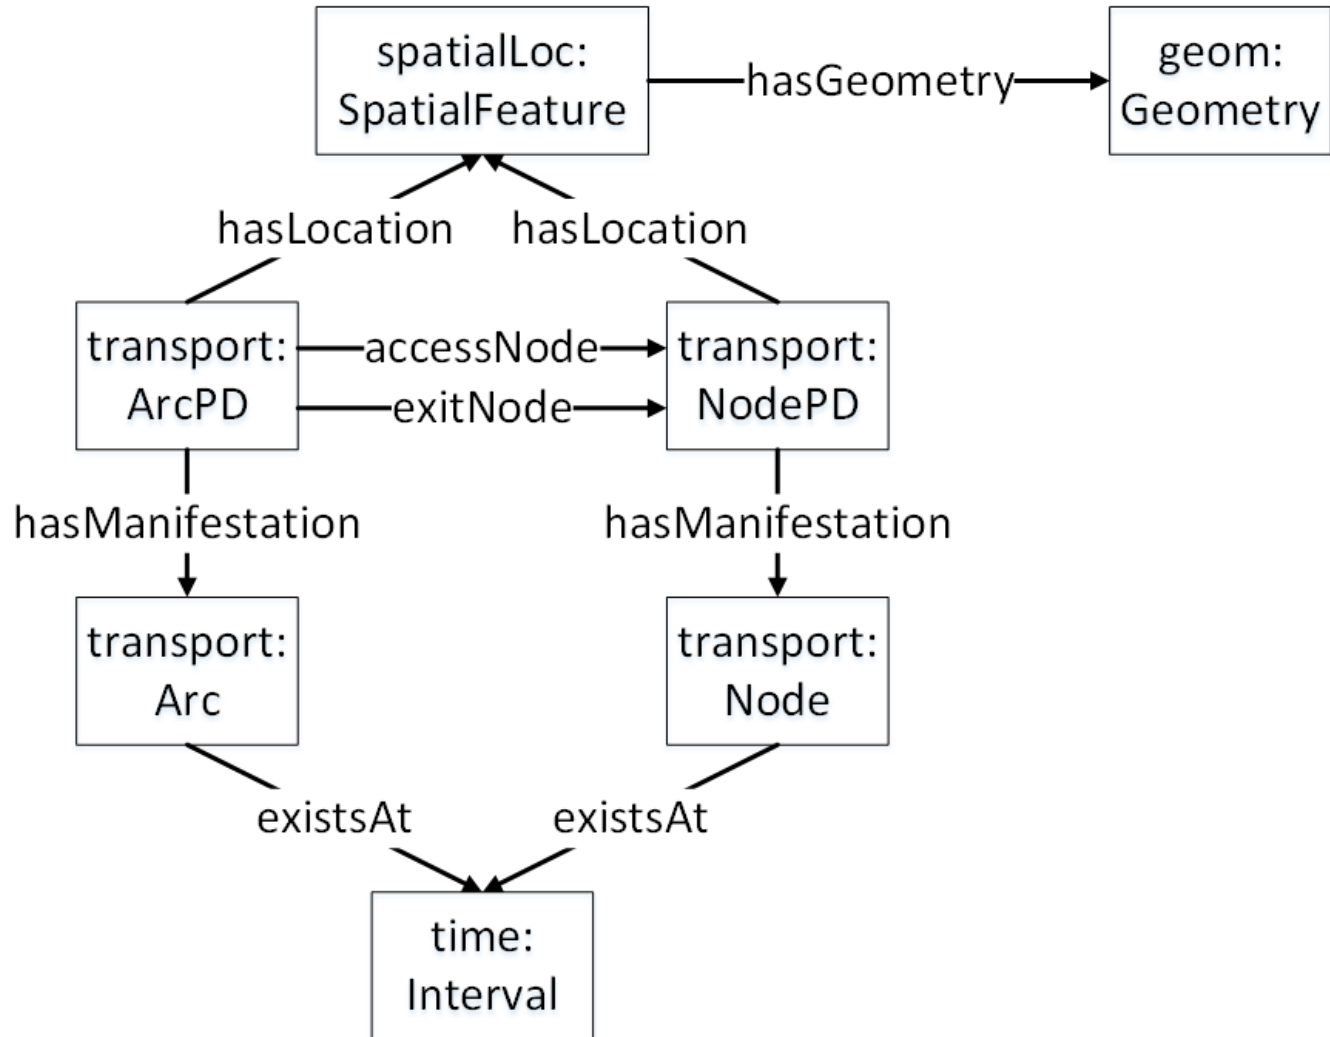 spatialLoc:
SpatialFeature
hasGeometry
geom:
Geometry
hasLocation
hasLocation
transport:
ArcPD
accessNode
exitNode
transport:
NodePD
hasManifestation
hasManifestation
transport:
Arc
transport:
Node
existsAt
existsAt
time:
Interval